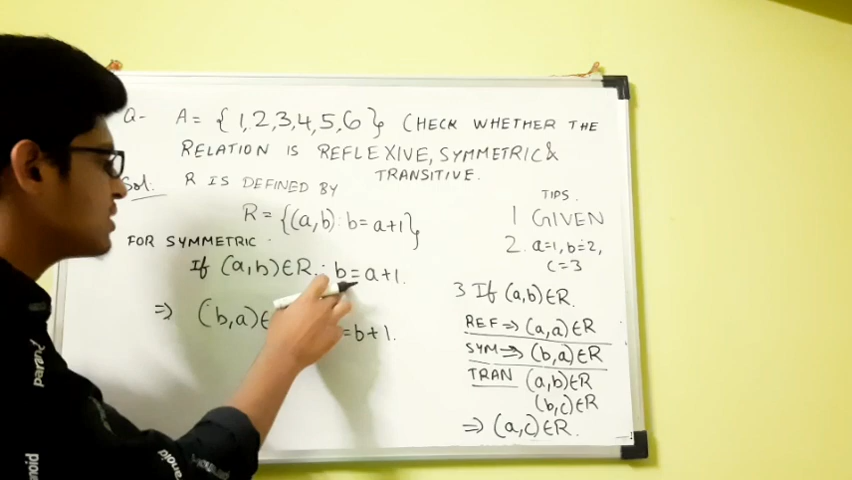 Q- A = { 1,2,3,4,5,6 } CHECK WHETHER THE
RELATION IS REFLEXIVE, SYMMETRIC &
TRANSITIVE.
Sol: R IS DEFINED BY
R = {(a,b) : b = a+1},
FOR SYMMETRIC .
If (a,b)∈R. : b = a+1.
⇒ (b,a)∈ = b+1.
TIPS.
1 GIVEN
2. a=1, b=2,
c=3
3 If (a,b)∈R.
REF ⇒ (a,a)∈R
SYM ⇒ (b,a)∈R
TRAN (a,b)∈R
(b,c)∈R
⇒ (a,c)∈R.